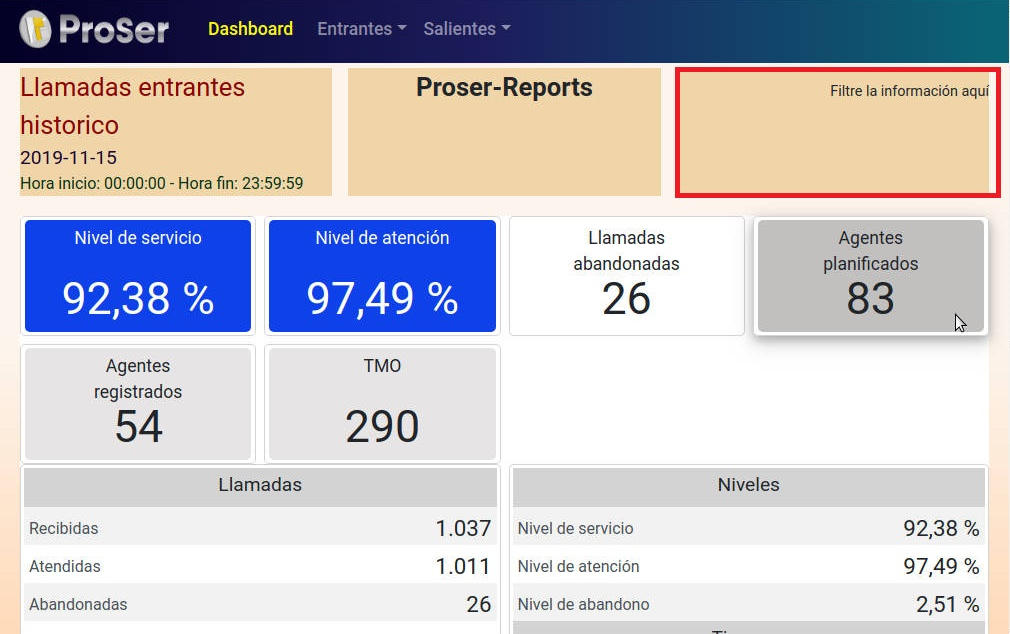 ProSer
Dashboard
Entrantes
Salientes
Llamadas entrantes
historico
2019-11-15
Hora inicio: 00:00:00 - Hora fin: 23:59:59
Proser-Reports
Filtre la información aquí
Nivel de servicio
92,38 %
Nivel de atención
97,49 %
Llamadas
abandonadas
26
Agentes
planificados
83
Agentes
registrados
54
TMO
290
Llamadas
Recibidas 1.037
Atendidas 1.011
Abandonadas 26
Niveles
Nivel de servicio 92,38 %
Nivel de atención 97,49 %
Nivel de abandono 2,51 %